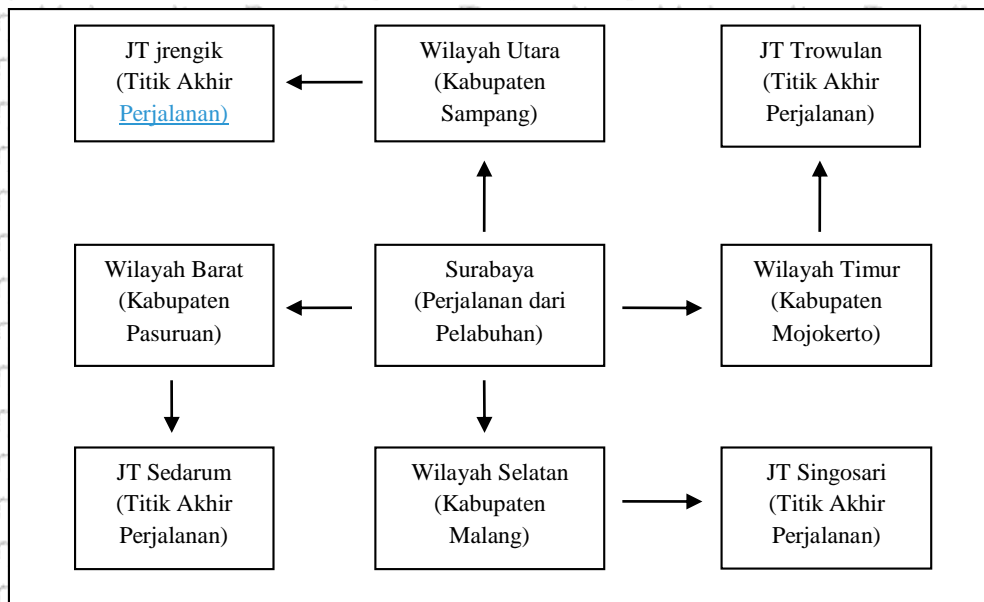 JT jrengik
(Titik Akhir
Perjalanan)
Wilayah Utara
(Kabupaten
Sampang)
JT Trowulan
(Titik Akhir
Perjalanan)
Wilayah Barat
(Kabupaten
Pasuruan)
Surabaya
(Perjalanan dari
Pelabuhan)
Wilayah Timur
(Kabupaten
Mojokerto)
JT Sedarum
(Titik Akhir
Perjalanan)
Wilayah Selatan
(Kabupaten
Malang)
JT Singosari
(Titik Akhir
Perjalanan)